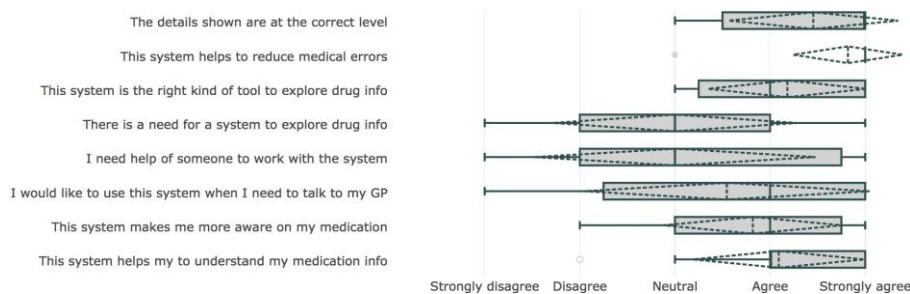 The details shown are at the correct level
This system helps to reduce medical errors
This system is the right kind of tool to explore drug info
There is a need for a system to explore drug info
I need help of someone to work with the system
I would like to use this system when I need to talk to my GP
This system makes me more aware on my medication
This system helps my to understand my medication info
Strongly disagree Disagree Neutral Agree Strongly agree